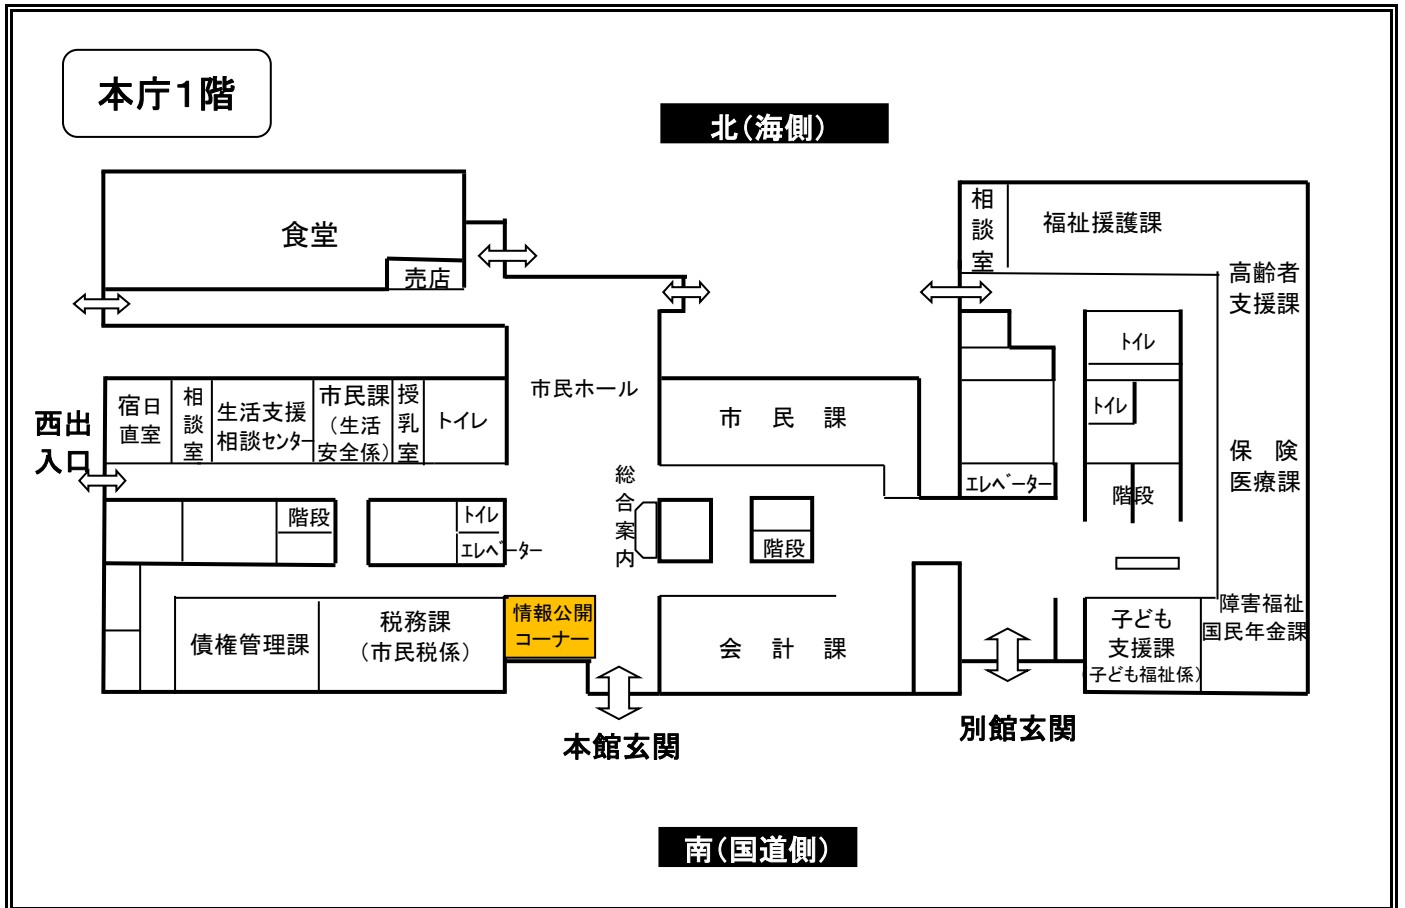 本庁1階
北(海側)
食堂
売店
相談室
福祉援護課
高齢者
支援課
トイレ
トイレ
市民ホール
西出
入口
宿日
直室
相談室
生活支援
相談センター
市民課
(生活
安全係)
授乳室
トイレ
市民課
総合案内
エレベーター
階段
保険
医療課
階段
トイレ
エレベーター
階段
債権管理課
税務課
(市民税係)
情報公開
コーナー
会計課
子ども
支援課
子ども福祉係)
障害福祉
国民年金課
本館玄関
別館玄関
南(国道側)